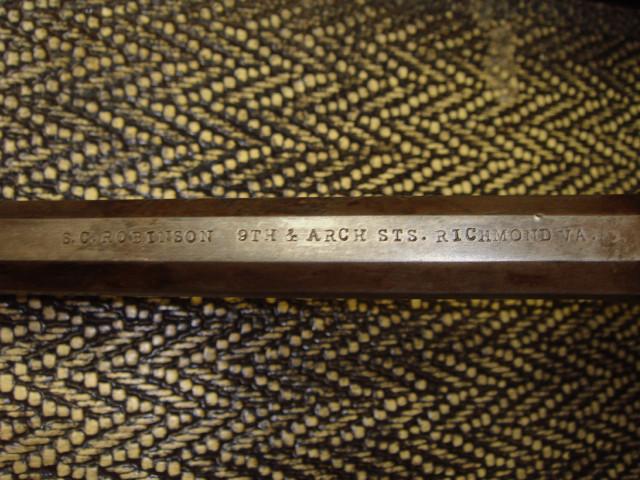 S.C. ROBINSON 9TH & ARCH STS. RICHMOND VA.